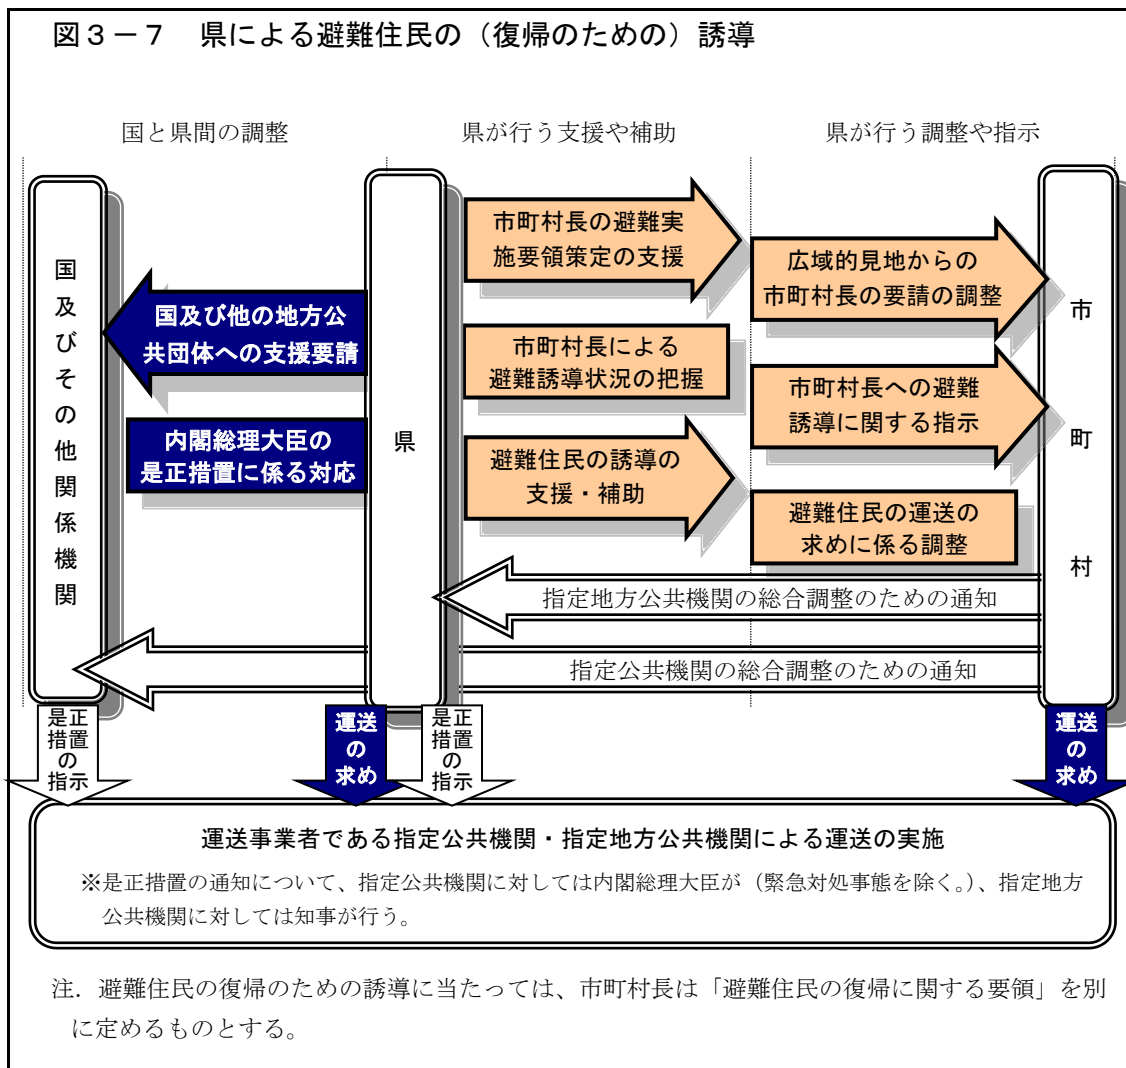 図３－７　県による避難住民の（復帰のための）誘導
国と県間の調整
県が行う支援や補助
県が行う調整や指示
国及びその他関係機関
国及び他の地方公
共団体への支援要請
内閣総理大臣の
是正措置に係る対応
県
市町村長の避難実
施要領策定の支援
市町村長による
避難誘導状況の把握
避難住民の誘導の
支援・補助
広域的見地からの
市町村長の要請の調整
市町村長への避難
誘導に関する指示
避難住民の運送の
求めに係る調整
市町村
指定地方公共機関の総合調整のための通知
指定公共機関の総合調整のための通知
是正
措置
の
指示
運送
の
求め
是正
措置
の
指示
運送
の
求め
運送事業者である指定公共機関・指定地方公共機関による運送の実施
※是正措置の通知について、指定公共機関に対しては内閣総理大臣が（緊急対処事態を除く。）、指定地方
公共機関に対しては知事が行う。
注．避難住民の復帰のための誘導に当たっては、市町村長は「避難住民の復帰に関する要領」を別
に定めるものとする。